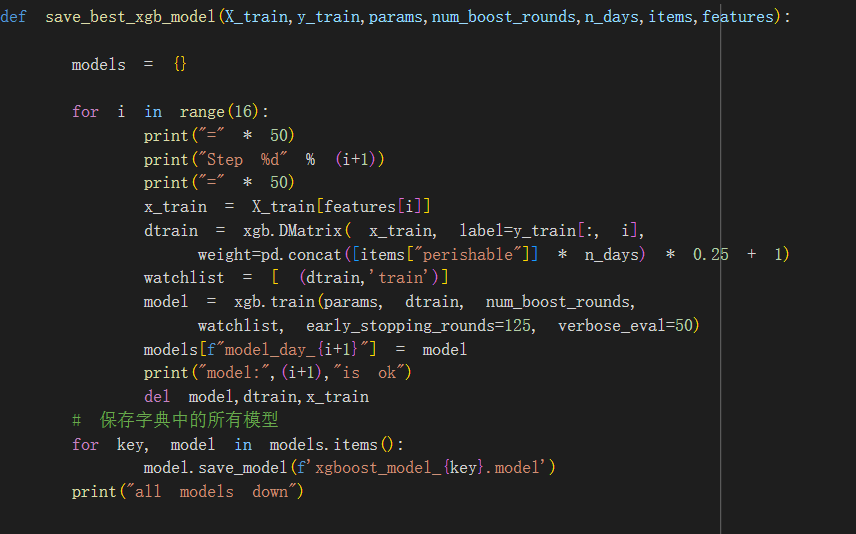 def save_best_xgb_model(X_train,y_train,params,num_boost_rounds,n_days,items,features):
models = {}
for i in range(16):
print("=" * 50)
print("Step %d" % (i+1))
print("=" * 50)
x_train = X_train[features[i]]
dtrain = xgb.DMatrix( x_train, label=y_train[:, i],
weight=pd.concat([items["perishable"]] * n_days) * 0.25 + 1)
watchlist = [ (dtrain,'train')]
model = xgb.train(params, dtrain, num_boost_rounds,
watchlist, early_stopping_rounds=125, verbose_eval=50)
models[f"model_day_{i+1}"] = model
print("model:",(i+1),"is ok")
del model,dtrain,x_train
# 保存字典中的所有模型
for key, model in models.items():
model.save_model(f'xgboost_model_{key}.model')
print("all models down")